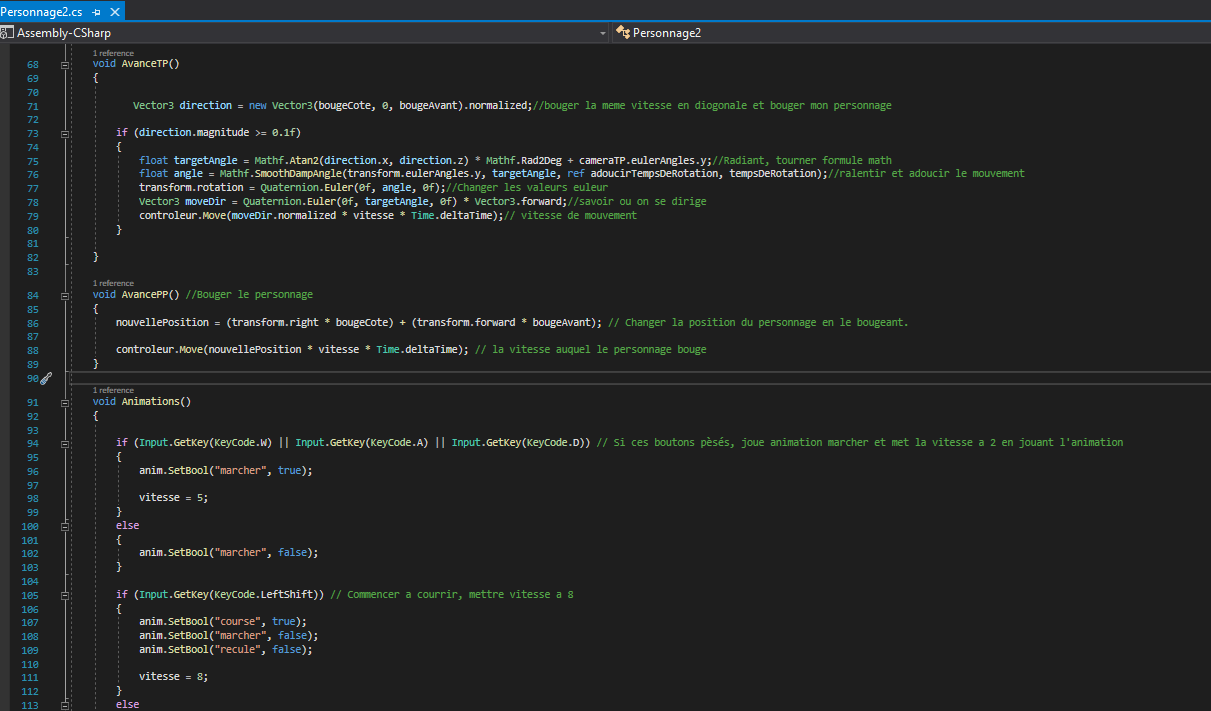 Personnage2.cs
Assembly-CSharp Personnage2
1 reference
68 void AvanceTP()
69 {
70
71 Vector3 direction = new Vector3(bougeCote, 0, bougeAvant).normalized;//bouger la meme vitesse en diogonale et bouger mon personnage
72
73 if (direction.magnitude >= 0.1f)
74 {
75 float targetAngle = Mathf.Atan2(direction.x, direction.z) * Mathf.Rad2Deg + cameraTP.eulerAngles.y;//Radiant, tourner formule math
76 float angle = Mathf.SmoothDampAngle(transform.eulerAngles.y, targetAngle, ref adoucirTempsDeRotation, tempsDeRotation);//ralentir et adoucir le mouvement
77 transform.rotation = Quaternion.Euler(0f, angle, 0f);//Changer les valeurs euleur
78 Vector3 moveDir = Quaternion.Euler(0f, targetAngle, 0f) * Vector3.forward;//savoir ou on se dirige
79 controleur.Move(moveDir.normalized * vitesse * Time.deltaTime);// vitesse de mouvement
80 }
81
82 }
83
1 reference
84 void AvancePP() //Bouger le personnage
85 {
86 nouvellePosition = (transform.right * bougeCote) + (transform.forward * bougeAvant); // Changer la position du personnage en le bougeant.
87
88 controleur.Move(nouvellePosition * vitesse * Time.deltaTime); // la vitesse auquel le personnage bouge
89 }
90
1 reference
91 void Animations()
92 {
93
94 if (Input.GetKey(KeyCode.W) || Input.GetKey(KeyCode.A) || Input.GetKey(KeyCode.D)) // Si ces boutons pèsés, joue animation marcher et met la vitesse a 2 en jouant l'animation
95 {
96 anim.SetBool("marcher", true);
97
98 vitesse = 5;
99 }
100 else
101 {
102 anim.SetBool("marcher", false);
103 }
104
105 if (Input.GetKey(KeyCode.LeftShift)) // Commencer a courrir, mettre vitesse a 8
106 {
107 anim.SetBool("course", true);
108 anim.SetBool("marcher", false);
109 anim.SetBool("recule", false);
110
111 vitesse = 8;
112 }
113 else